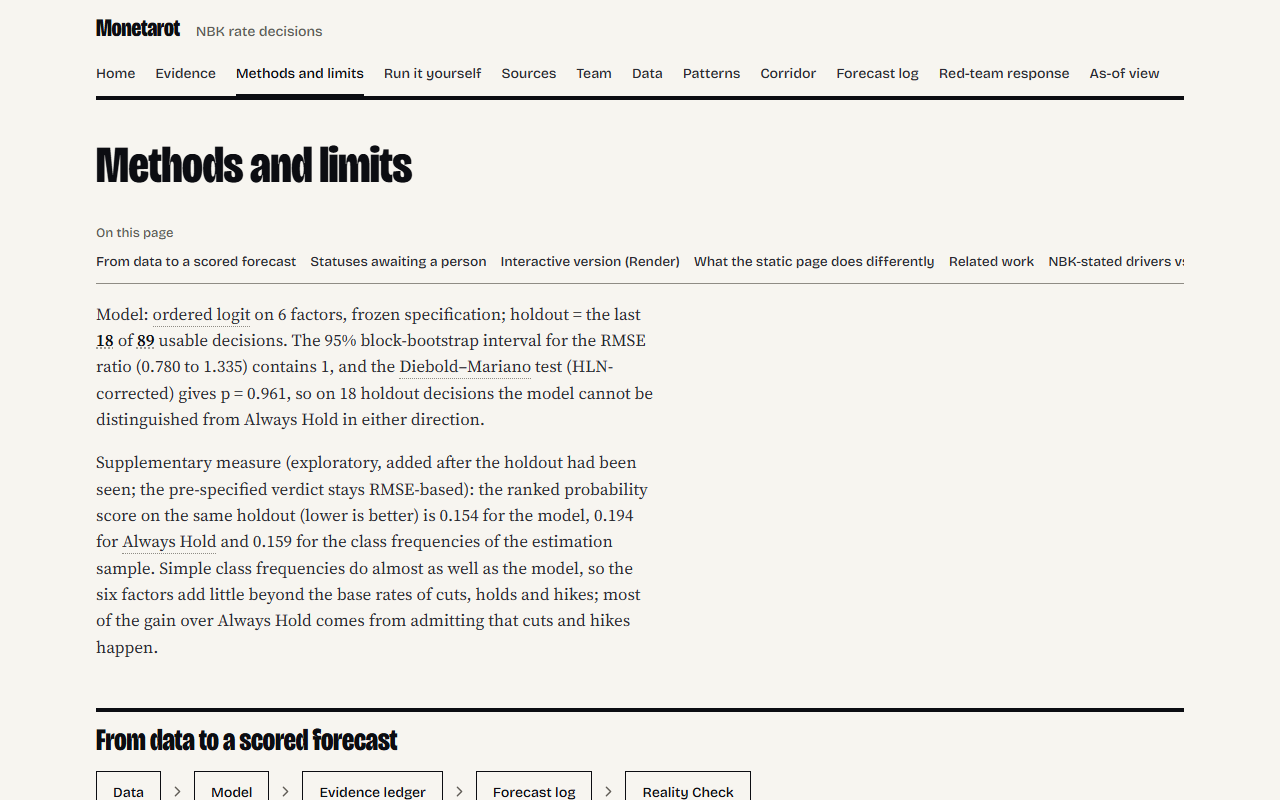 Monetarot NBK rate decisions
Home Evidence Methods and limits Run it yourself Sources Team Data Patterns Corridor Forecast log Red-team response As-of view
Methods and limits
On this page
From data to a scored forecast Statuses awaiting a person Interactive version (Render) What the static page does differently Related work NBK-stated drivers
Model: ordered logit on 6 factors, frozen specification; holdout = the last
18 of 89 usable decisions. The 95% block-bootstrap interval for the RMSE
ratio (0.780 to 1.335) contains 1, and the Diebold–Mariano test (HLN-
corrected) gives p = 0.961, so on 18 holdout decisions the model cannot be
distinguished from Always Hold in either direction.
Supplementary measure (exploratory, added after the holdout had been
seen; the pre-specified verdict stays RMSE-based): the ranked probability
score on the same holdout (lower is better) is 0.154 for the model, 0.194
for Always Hold and 0.159 for the class frequencies of the estimation
sample. Simple class frequencies do almost as well as the model, so the
six factors add little beyond the base rates of cuts, holds and hikes; most
of the gain over Always Hold comes from admitting that cuts and hikes
happen.
From data to a scored forecast
Data > Model > Evidence ledger > Forecast log > Reality Check